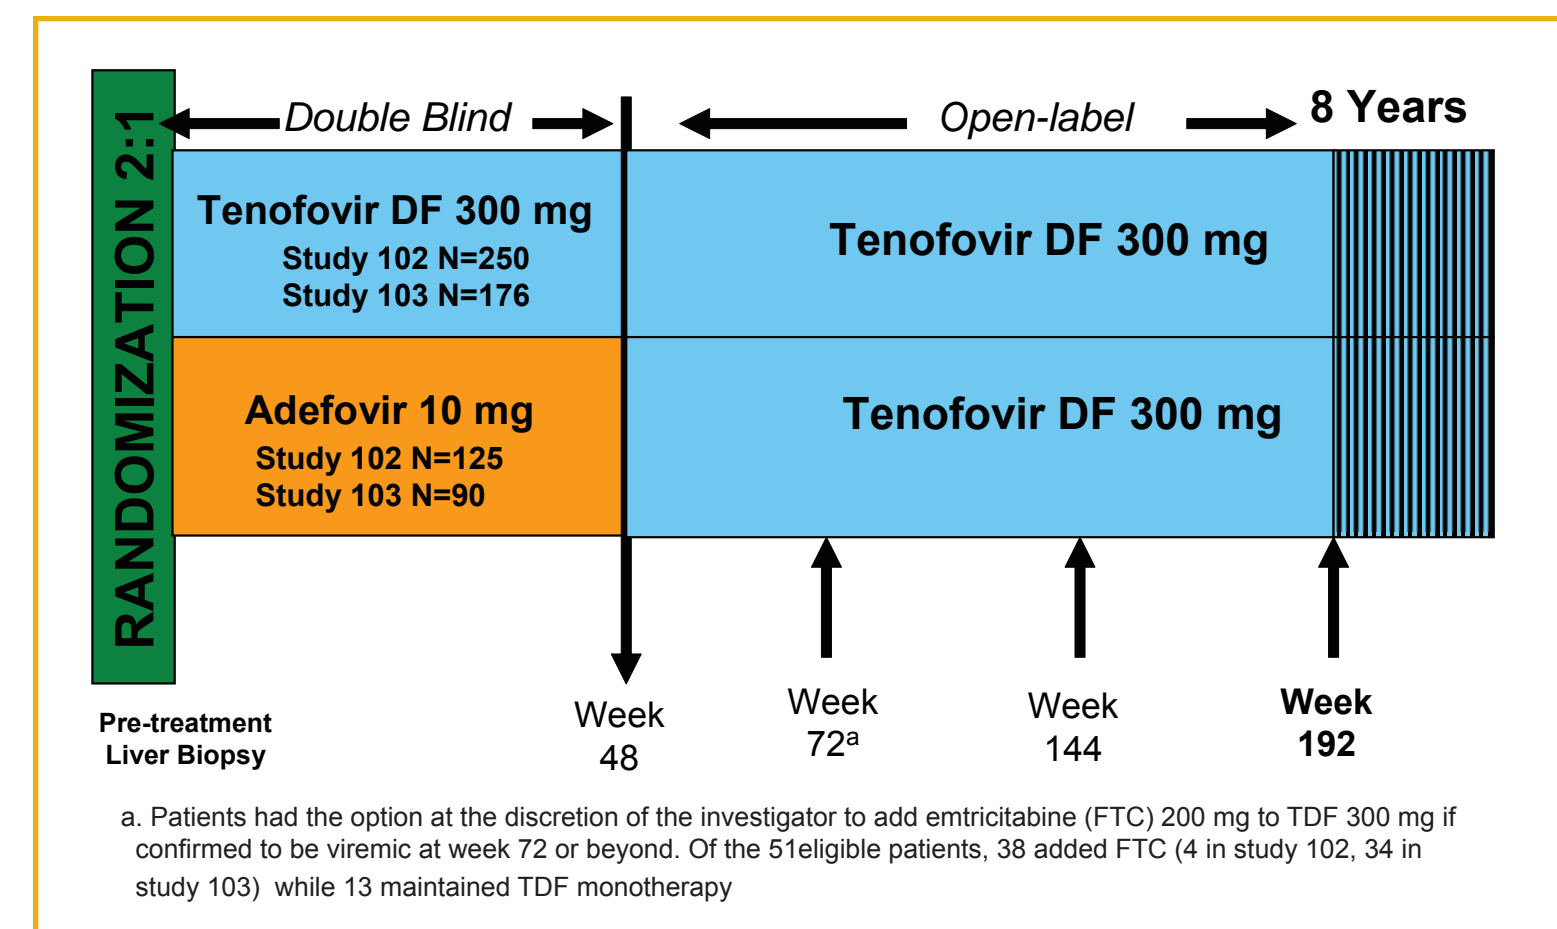 RANDOMIZATION 2:1
Double Blind
Open-label
8 Years
Tenofovir DF 300 mg
Study 102 N=250
Study 103 N=176
Tenofovir DF 300 mg
Adefovir 10 mg
Study 102 N=125
Study 103 N=90
Tenofovir DF 300 mg
Pre-treatment
Liver Biopsy
Week
48
Week
72ª
Week
144
Week
192
a. Patients had the option at the discretion of the investigator to add emtricitabine (FTC) 200 mg to TDF 300 mg if
confirmed to be viremic at week 72 or beyond. Of the 51eligible patients, 38 added FTC (4 in study 102, 34 in
study 103) while 13 maintained TDF monotherapy